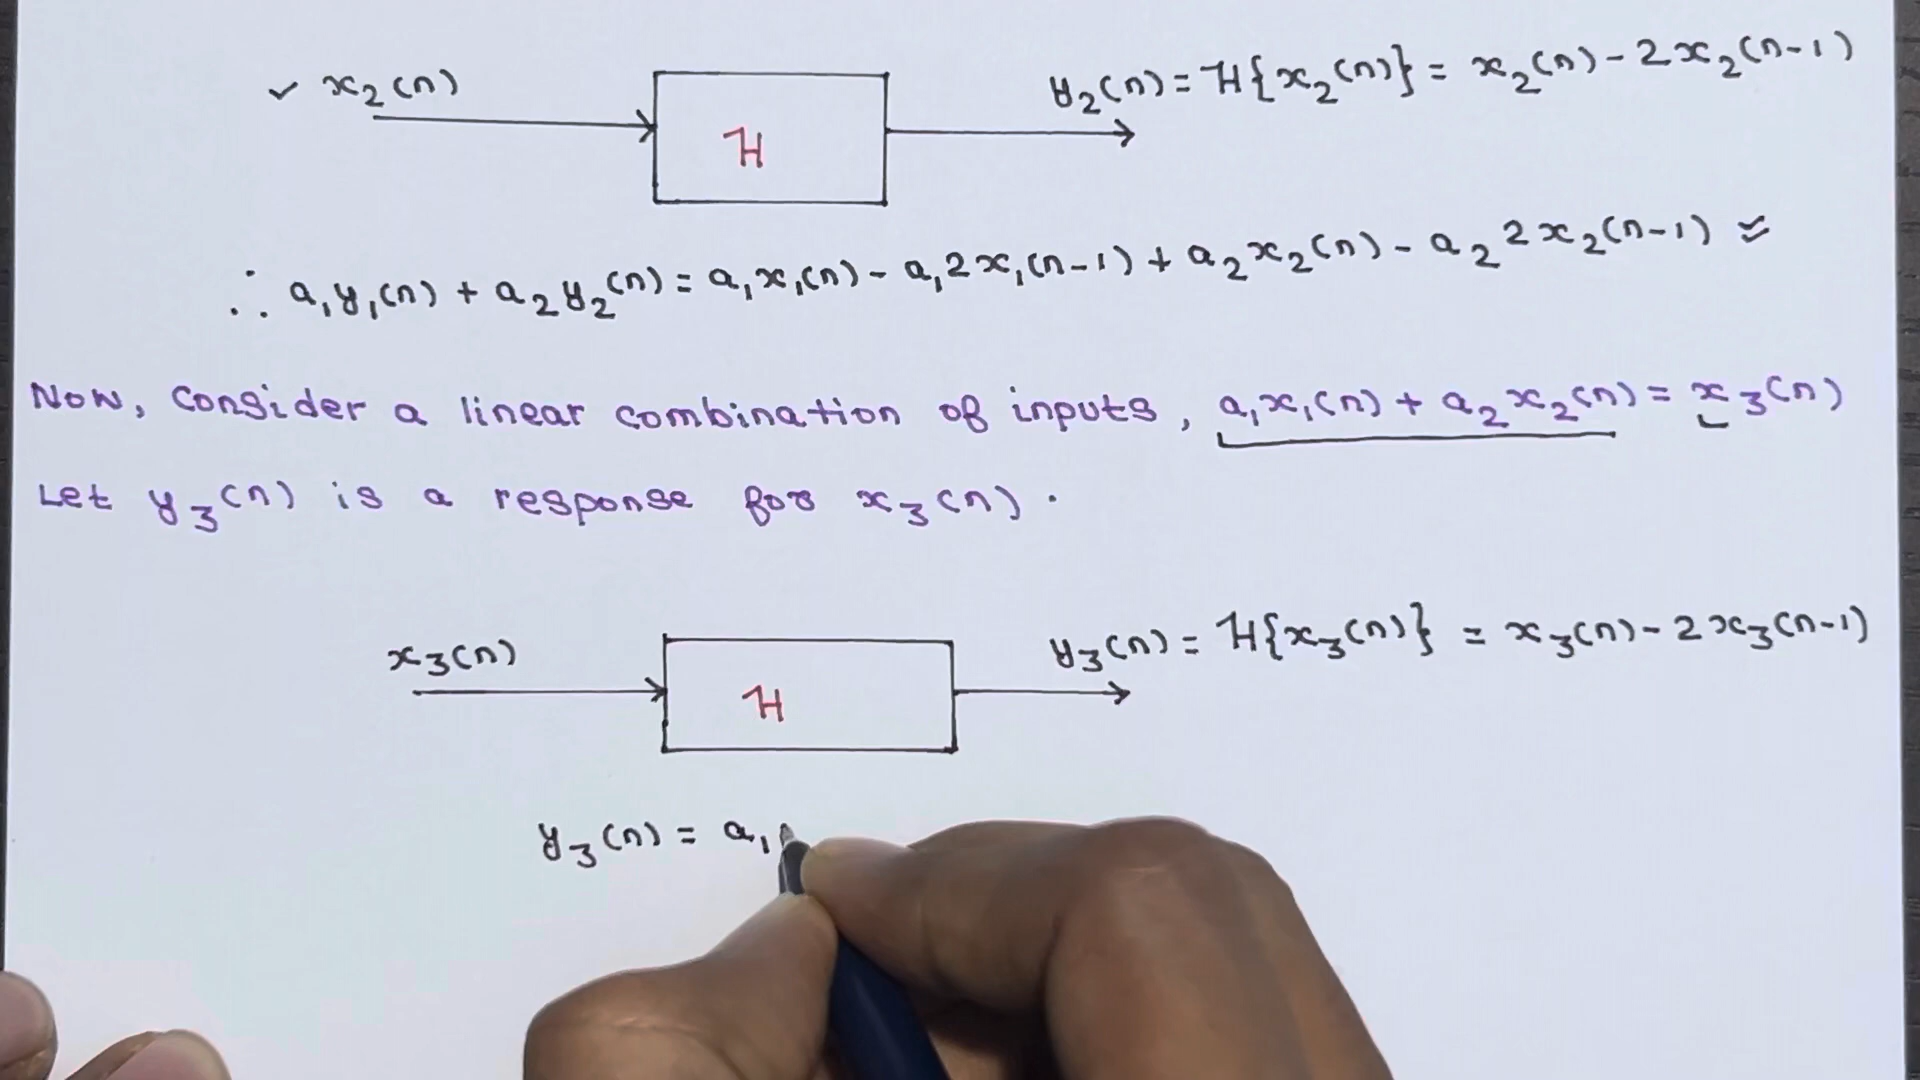 ✓ x₂(n)
H
y₂(n) = H{x₂(n)} = x₂(n) - 2x₂(n-1)
∴ a₁y₁(n) + a₂y₂(n) = a₁x₁(n) - a₁2x₁(n-1) + a₂x₂(n) - a₂2x₂(n-1)
Now, consider a linear combination of inputs, a₁x₁(n) + a₂x₂(n) = x₃(n)
Let y₃(n) is a response for x₃(n).
x₃(n)
H
y₃(n) = H{x₃(n)} = x₃(n) - 2x₃(n-1)
y₃(n) = a₁